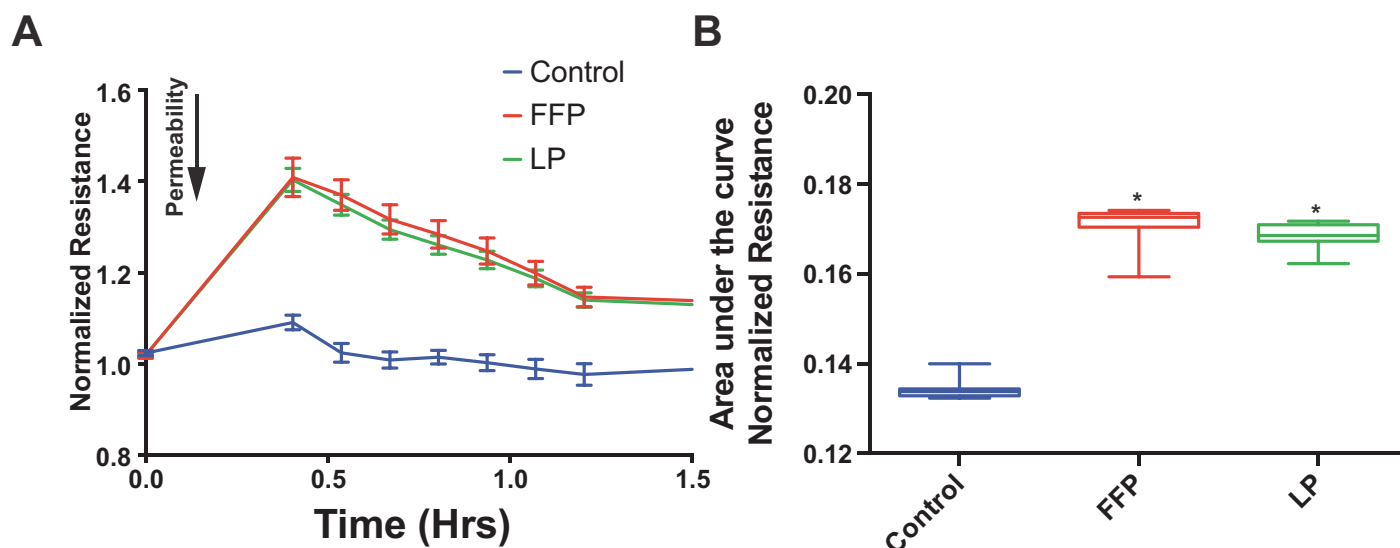 A
Control
FFP
LP
Permeability
Normalized Resistance
1.6
1.4
1.2
1.0
0.8
0.0
0.5
1.0
1.5
Time (Hrs)
B
Area under the curve
Normalized Resistance
0.20
0.18
0.16
0.14
0.12
*
*
Control
FFP
LP